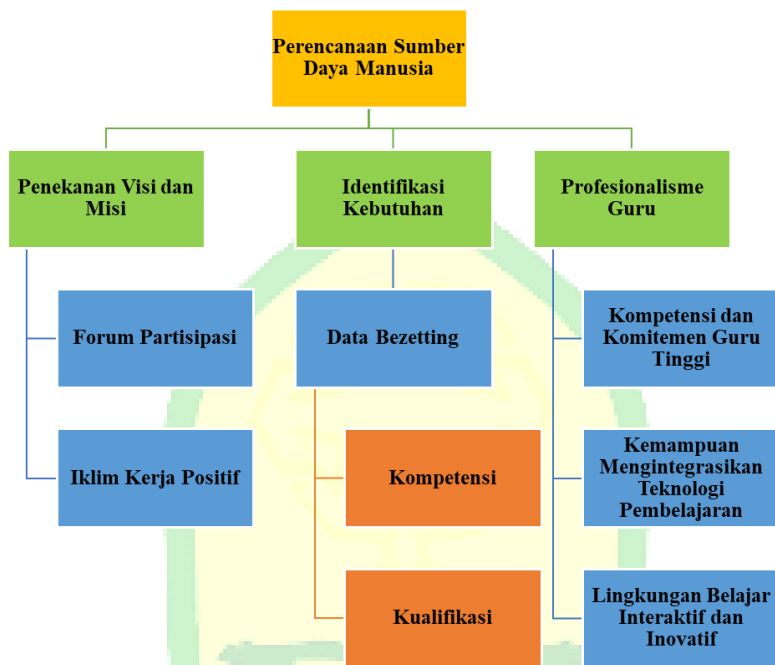 Perencanaan Sumber
Daya Manusia
Penekanan Visi dan
Misi
Identifikasi
Kebutuhan
Profesionalisme
Guru
Forum Partisipasi
Data Bezetting
Kompetensi dan
Komitemen Guru
Tinggi
Iklim Kerja Positif
Kompetensi
Kemampuan
Mengintegrasikan
Teknologi
Pembelajaran
Kualifikasi
Lingkungan Belajar
Interaktif dan
Inovatif